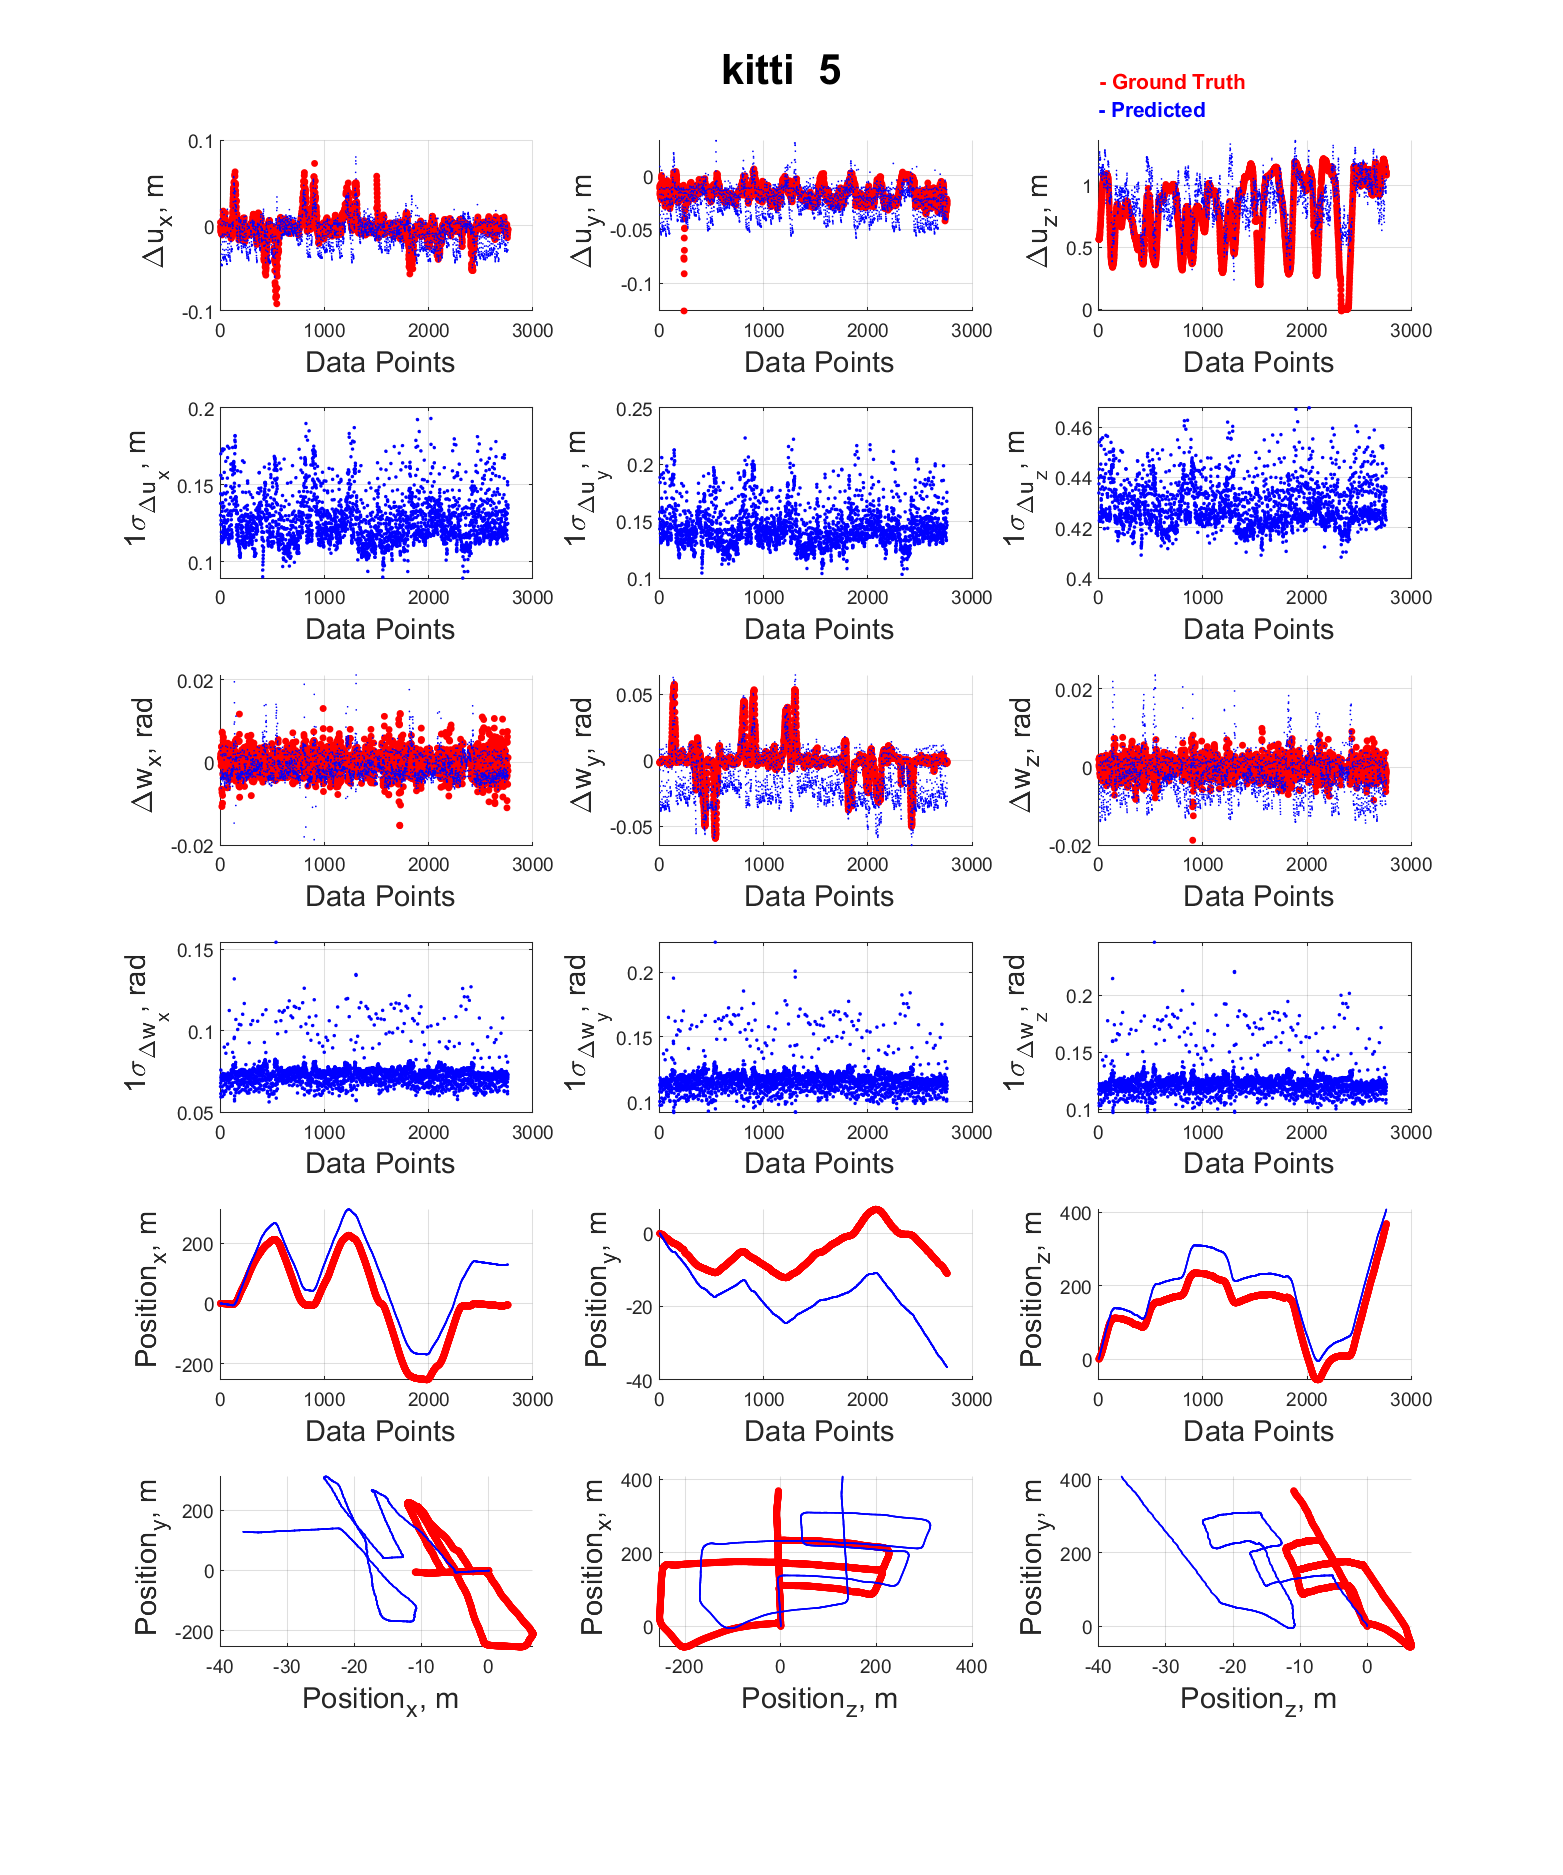 kitti 5
- Ground Truth
- Predicted
Δu_x, m
0.1
0
-0.1
0 1000 2000 3000
Data Points
Δu_y, m
0
-0.05
-0.1
0 1000 2000 3000
Data Points
Δu_z, m
1
0.5
0
0 1000 2000 3000
Data Points
1σ_Δu_x, m
0.2
0.15
0.1
0 1000 2000 3000
Data Points
1σ_Δu_y, m
0.25
0.2
0.15
0.1
0 1000 2000 3000
Data Points
1σ_Δu_z, m
0.46
0.44
0.42
0.4
0 1000 2000 3000
Data Points
Δw_x, rad
0.02
0
-0.02
0 1000 2000 3000
Data Points
Δw_y, rad
0.05
0
-0.05
0 1000 2000 3000
Data Points
Δw_z, rad
0.02
0
-0.02
0 1000 2000 3000
Data Points
1σ_Δw_x, rad
0.15
0.1
0.05
0 1000 2000 3000
Data Points
1σ_Δw_y, rad
0.2
0.15
0.1
0 1000 2000 3000
Data Points
1σ_Δw_z, rad
0.2
0.15
0.1
0 1000 2000 3000
Data Points
Position_x, m
200
0
-200
0 1000 2000 3000
Data Points
Position_y, m
0
-20
-40
0 1000 2000 3000
Data Points
Position_z, m
400
200
0
0 1000 2000 3000
Data Points
Position_y, m
200
0
-200
-40 -30 -20 -10 0
Position_x, m
Position_x, m
400
200
0
-200 0 200 400
Position_z, m
Position_y, m
400
200
0
-40 -30 -20 -10 0
Position_z, m